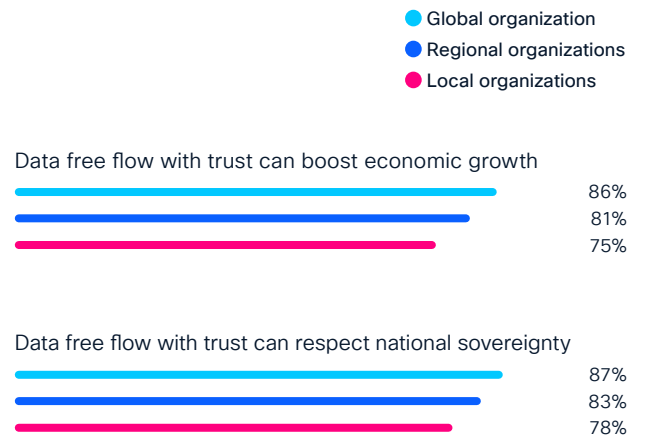 Global organization
Regional organizations
Local organizations
Data free flow with trust can boost economic growth
86%
81%
75%
Data free flow with trust can respect national sovereignty
87%
83%
78%